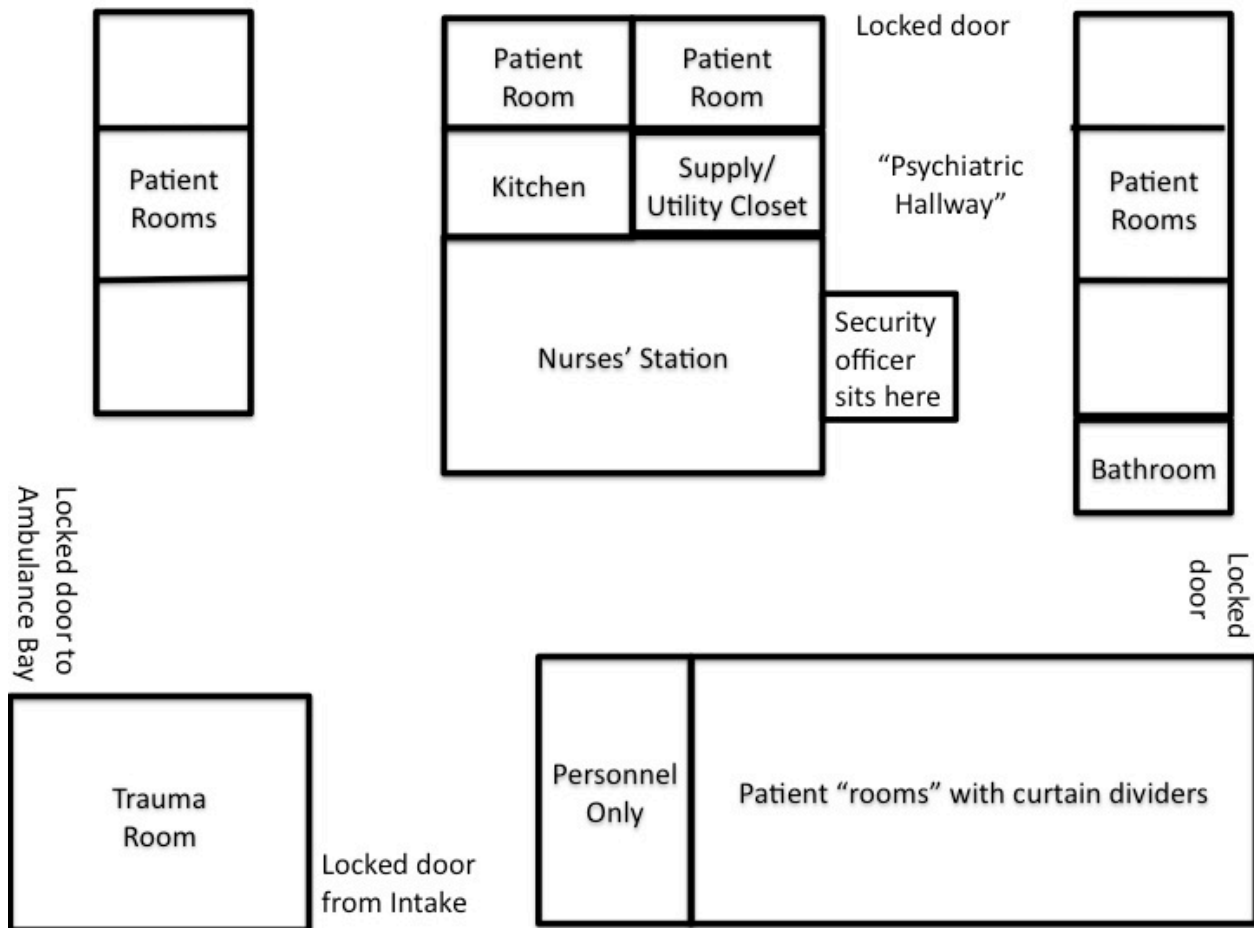 Locked door
Patient
Room
Patient
Room
Patient
Rooms
Kitchen
Supply/
Utility Closet
“Psychiatric
Hallway”
Patient
Rooms
Nurses’ Station
Security
officer
sits here
Bathroom
Locked door to
Ambulance Bay
Locked
door
Trauma
Room
Locked door
from Intake
Personnel
Only
Patient “rooms” with curtain dividers